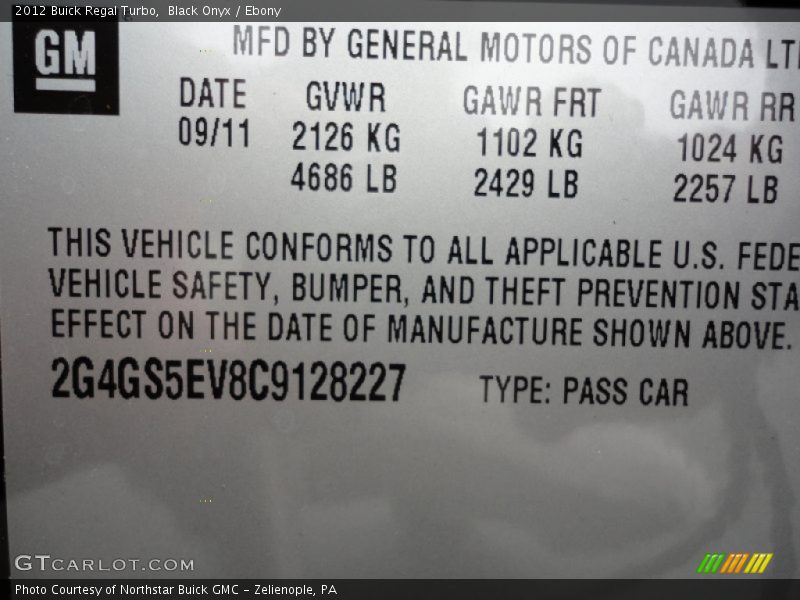 2012 Buick Regal Turbo, Black Onyx / Ebony
GM
MFD BY GENERAL MOTORS OF CANADA
DATE GVWR GAWR FRT GAWR RR
09/11 2126 KG 1102 KG 1024 KG
4686 LB 2429 LB 2257 LB
THIS VEHICLE CONFORMS TO ALL APPLICABLE U.S. FEDE
VEHICLE SAFETY, BUMPER, AND THEFT PREVENTION STA
EFFECT ON THE DATE OF MANUFACTURE SHOWN ABOVE.
2G4GS5EV8C9128227 TYPE: PASS CAR
GTCARLOT.COM
Photo Courtesy of Northstar Buick GMC - Zelienople, PA